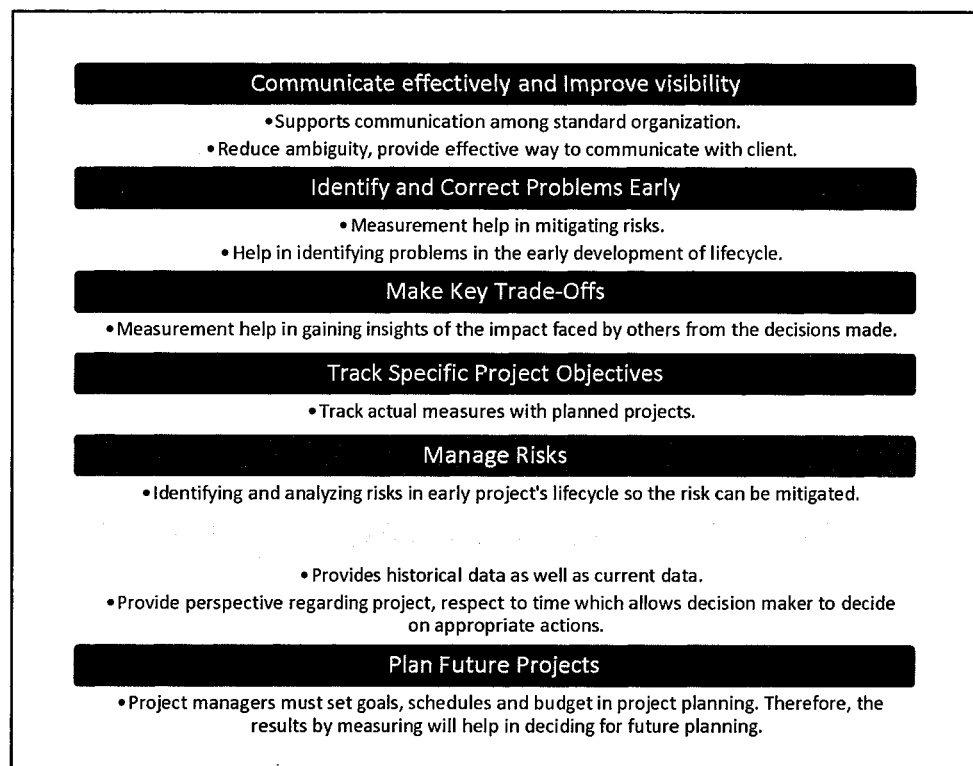 Communicate effectively and Improve visibility
•Supports communication among standard organization.
•Reduce ambiguity, provide effective way to communicate with client.
Identify and Correct Problems Early
•Measurement help in mitigating risks.
•Help in identifying problems in the early development of lifecycle.
Make Key Trade-Offs
•Measurement help in gaining insights of the impact faced by others from the decisions made.
Track Specific Project Objectives
•Track actual measures with planned projects.
Manage Risks
•Identifying and analyzing risks in early project's lifecycle so the risk can be mitigated.
•Provides historical data as well as current data.
•Provide perspective regarding project, respect to time which allows decision maker to decide
on appropriate actions.
Plan Future Projects
•Project managers must set goals, schedules and budget in project planning. Therefore, the
results by measuring will help in deciding for future planning.